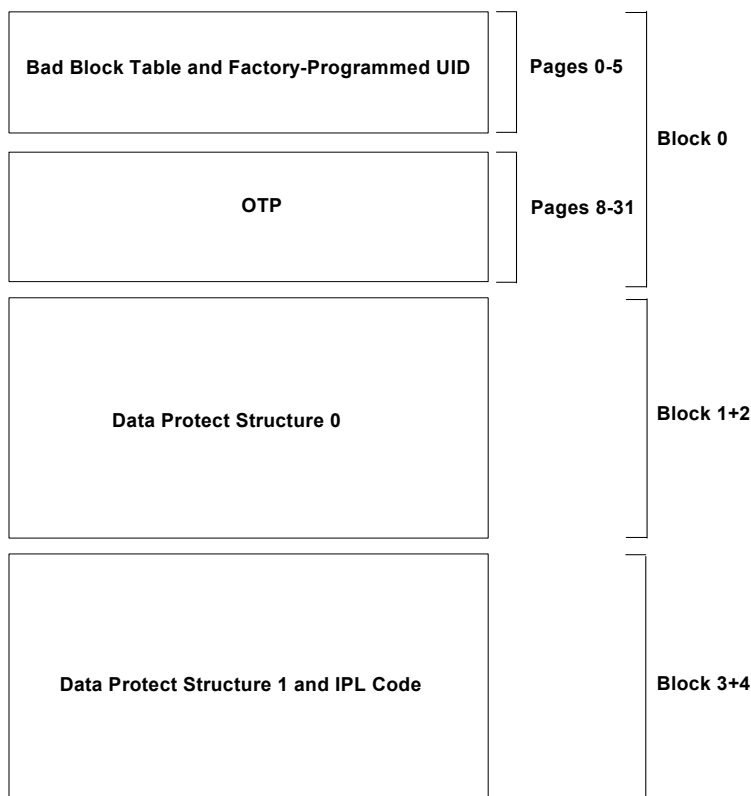 Bad Block Table and Factory-Programmed UID
Pages 0-5
Block 0
OTP
Pages 8-31
Data Protect Structure 0
Block 1+2
Data Protect Structure 1 and IPL Code
Block 3+4